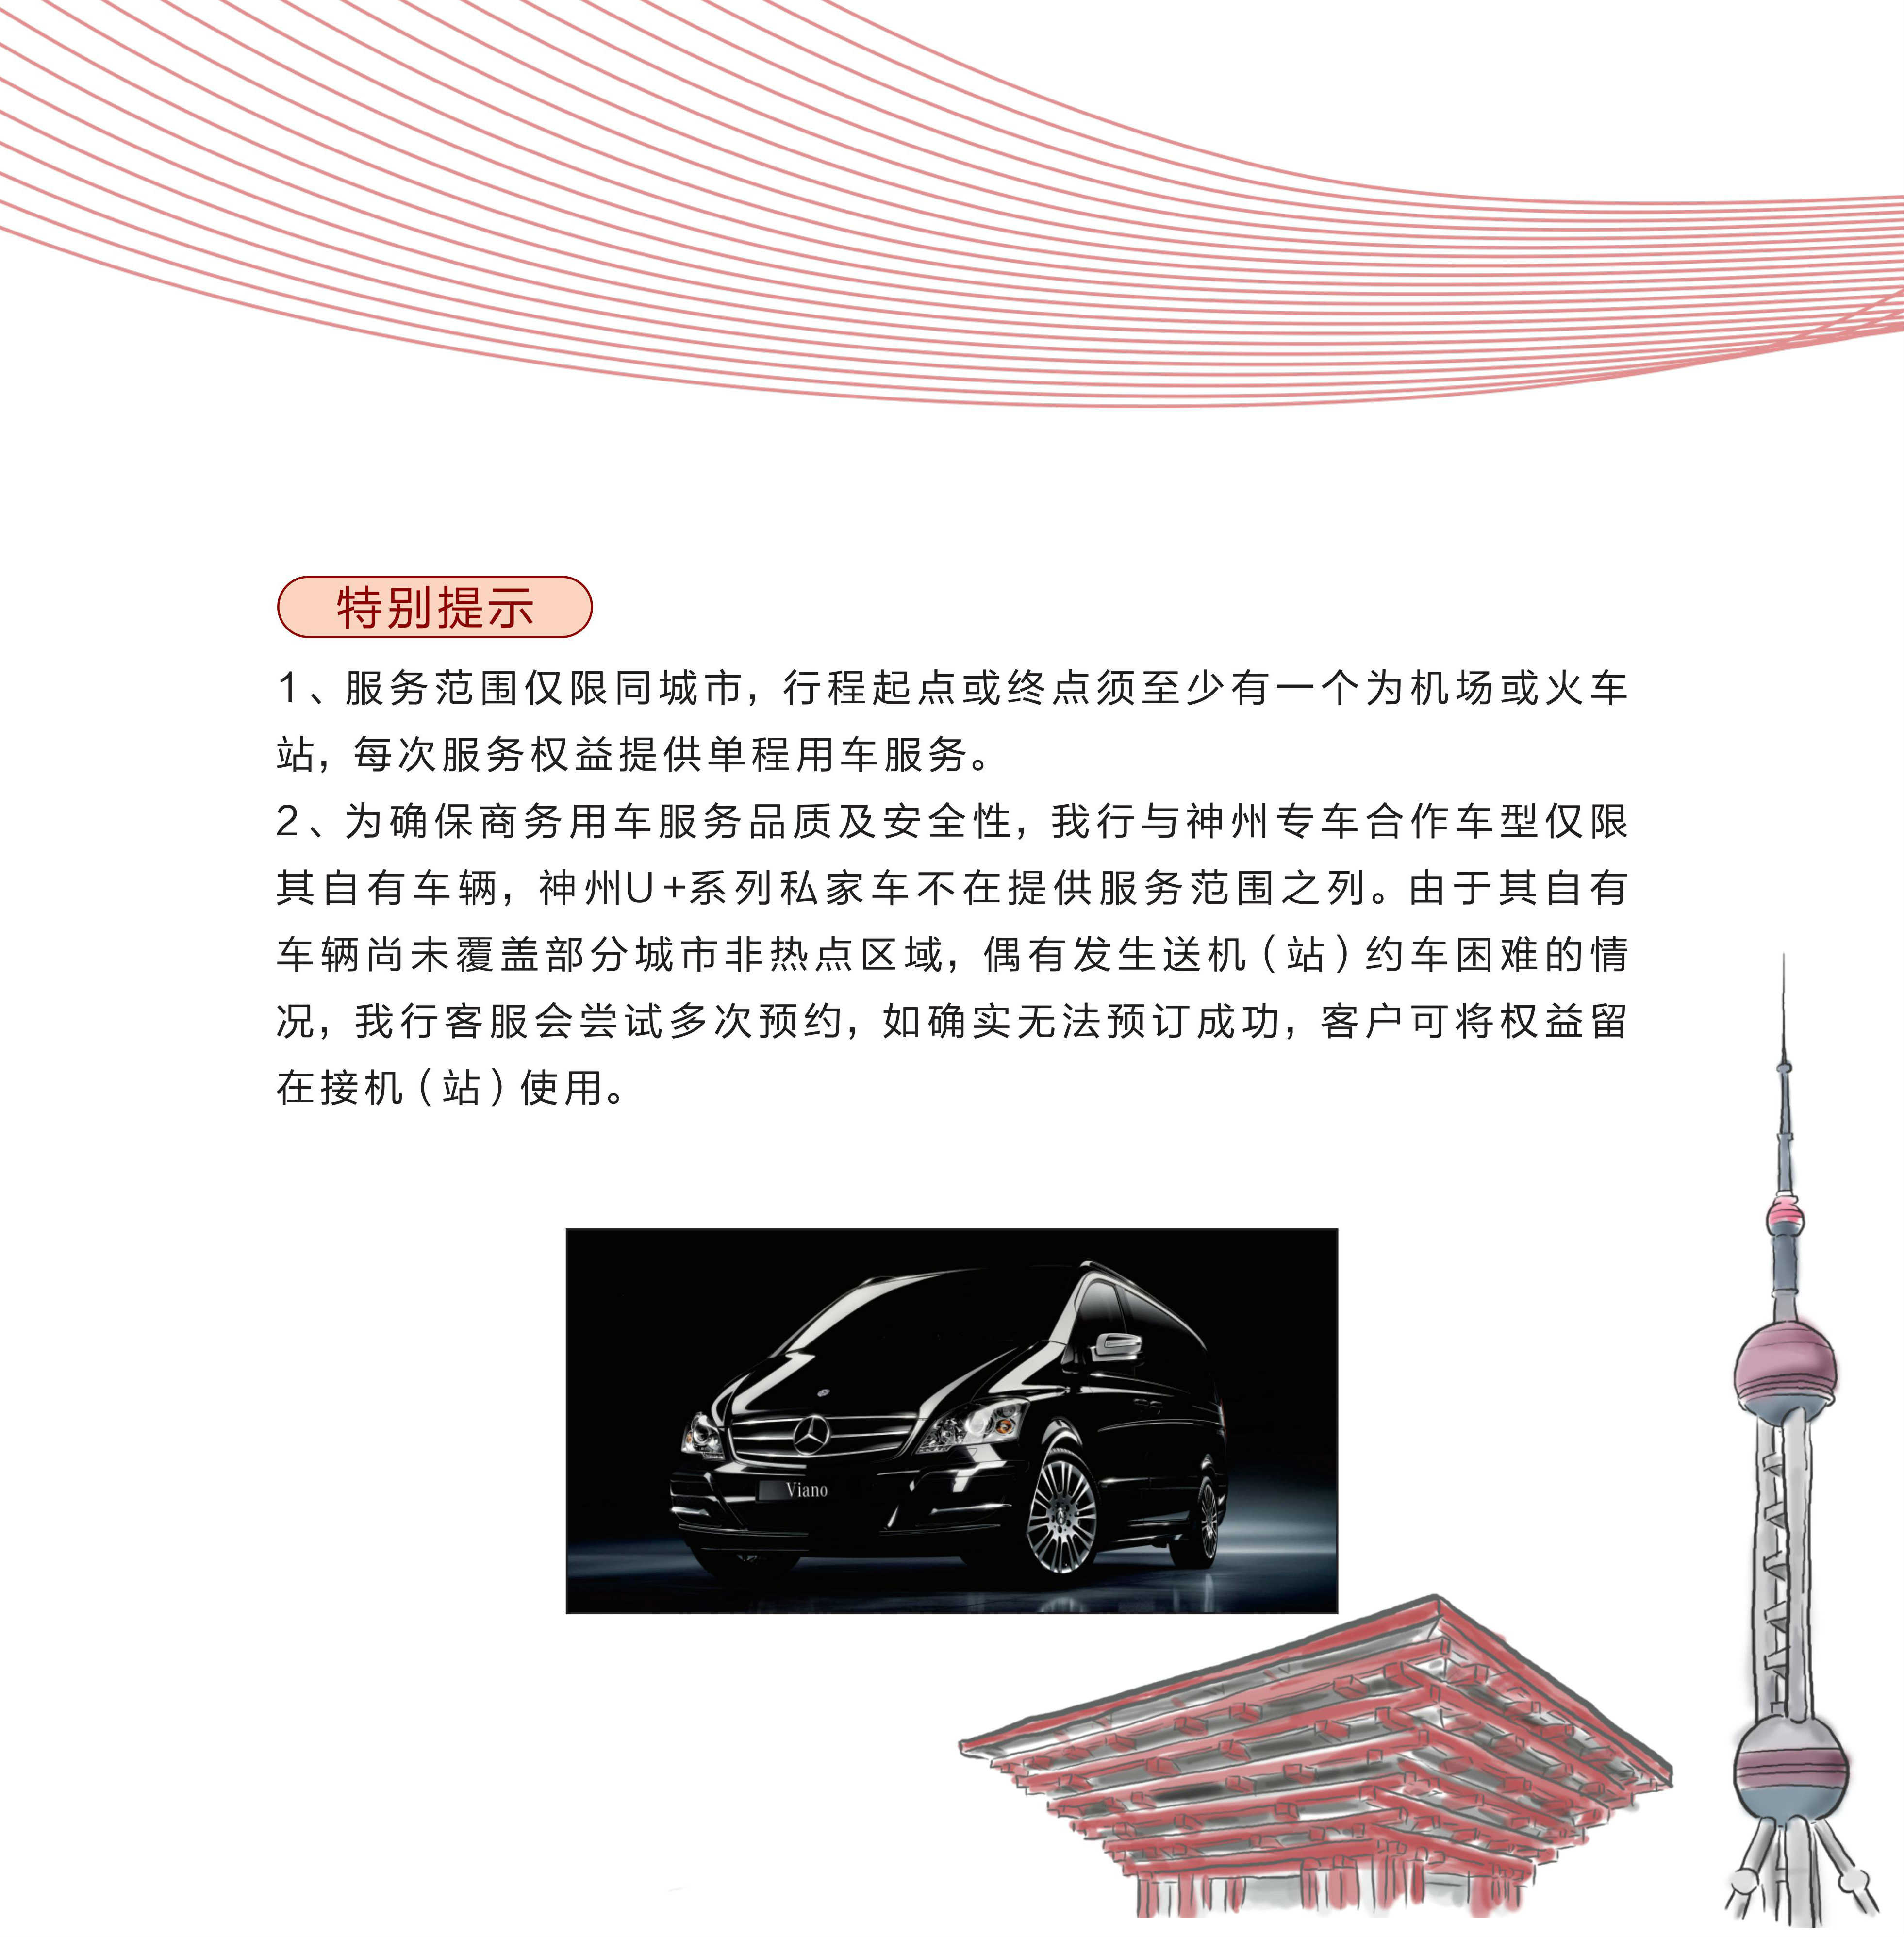 特别提示
1、服务范围仅限同城市，行程起点或终点须至少有一个为机场或火车
站，每次服务权益提供单程用车服务。
2、为确保商务用车服务品质及安全性，我行与神州专车合作车型仅限
其自有车辆，神州U+系列私家车不在提供服务范围之列。由于其自有
车辆尚未覆盖部分城市非热点区域，偶有发生送机（站）约车困难的情
况，我行客服会尝试多次预约，如确实无法预订成功，客户可将权益留
在接机（站）使用。
Viano